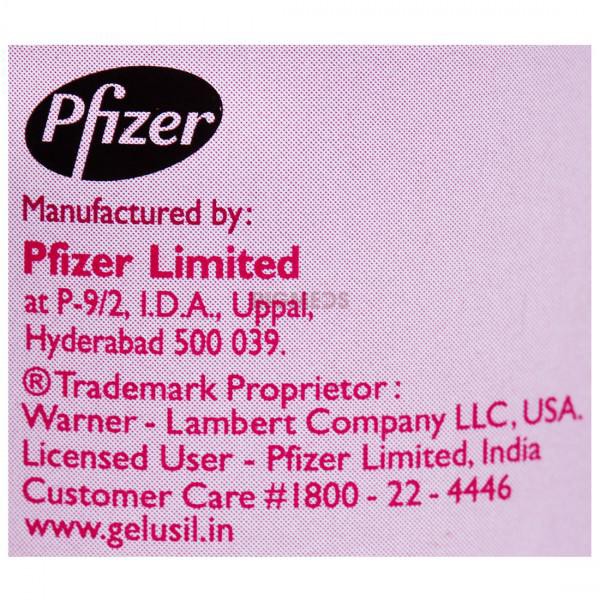 Pfizer
Manufactured by:
Pfizer Limited
at P-9/2, I.D.A., Uppal,
Hyderabad 500 039.
®Trademark Proprietor :
Warner - Lambert Company LLC, USA.
Licensed User - Pfizer Limited, India
Customer Care #1800 - 22 - 4446
www.gelusil.in